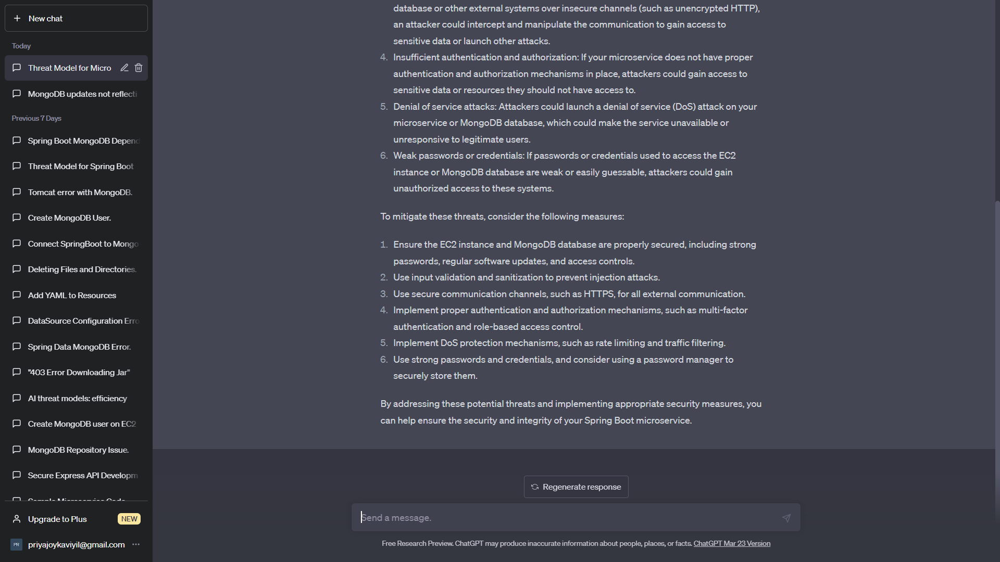 New chat
Today
Threat Model for Micro
MongoDB updates not reflecti
Previous 7 Days
Spring Boot MongoDB Depend
Threat Model for Spring Boot
Tomcat error with MongoDB.
Create MongoDB User.
Connect SpringBoot to Mongo
Deleting Files and Directories.
Add YAML to Resources
DataSource Configuration Erro
Spring Data MongoDB Error.
"403 Error Downloading Jar"
AI threat models: efficiency
Create MongoDB user on EC2
MongoDB Repository Issue.
Secure Express API Developm
Sample Microservice Code
Upgrade to Plus NEW
PR priyajoykaviyil@gmail.com
database or other external systems over insecure channels (such as unencrypted HTTP),
an attacker could intercept and manipulate the communication to gain access to
sensitive data or launch other attacks.
4. Insufficient authentication and authorization: If your microservice does not have proper
authentication and authorization mechanisms in place, attackers could gain access to
sensitive data or resources they should not have access to.
5. Denial of service attacks: Attackers could launch a denial of service (DoS) attack on your
microservice or MongoDB database, which could make the service unavailable or
unresponsive to legitimate users.
6. Weak passwords or credentials: If passwords or credentials used to access the EC2
instance or MongoDB database are weak or easily guessable, attackers could gain
unauthorized access to these systems.
To mitigate these threats, consider the following measures:
1. Ensure the EC2 instance and MongoDB database are properly secured, including strong
passwords, regular software updates, and access controls.
2. Use input validation and sanitization to prevent injection attacks.
3. Use secure communication channels, such as HTTPS, for all external communication.
4. Implement proper authentication and authorization mechanisms, such as multi-factor
authentication and role-based access control.
5. Implement DoS protection mechanisms, such as rate limiting and traffic filtering.
6. Use strong passwords and credentials, and consider using a password manager to
securely store them.
By addressing these potential threats and implementing appropriate security measures, you
can help ensure the security and integrity of your Spring Boot microservice.
Regenerate response
Send a message.
Free Research Preview. ChatGPT may produce inaccurate information about people, places, or facts. ChatGPT Mar 23 Version